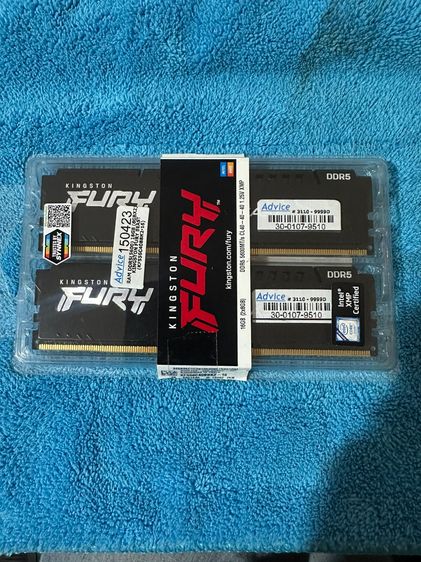 KINGSTON
FURY
DDR5
Advice
# 3110 - 9999D
30-0107-9510
Advice
150423
KINGSTON
FURY
DDR5
Advice
# 3110 - 9999D
30-0107-9510
Intel®
XMP
Certified
KINGSTON
FURY™
kingston.com/fury
16GB (2x8GB)
DDR5 5600MT/s CL40-40-40 1.25V XMP